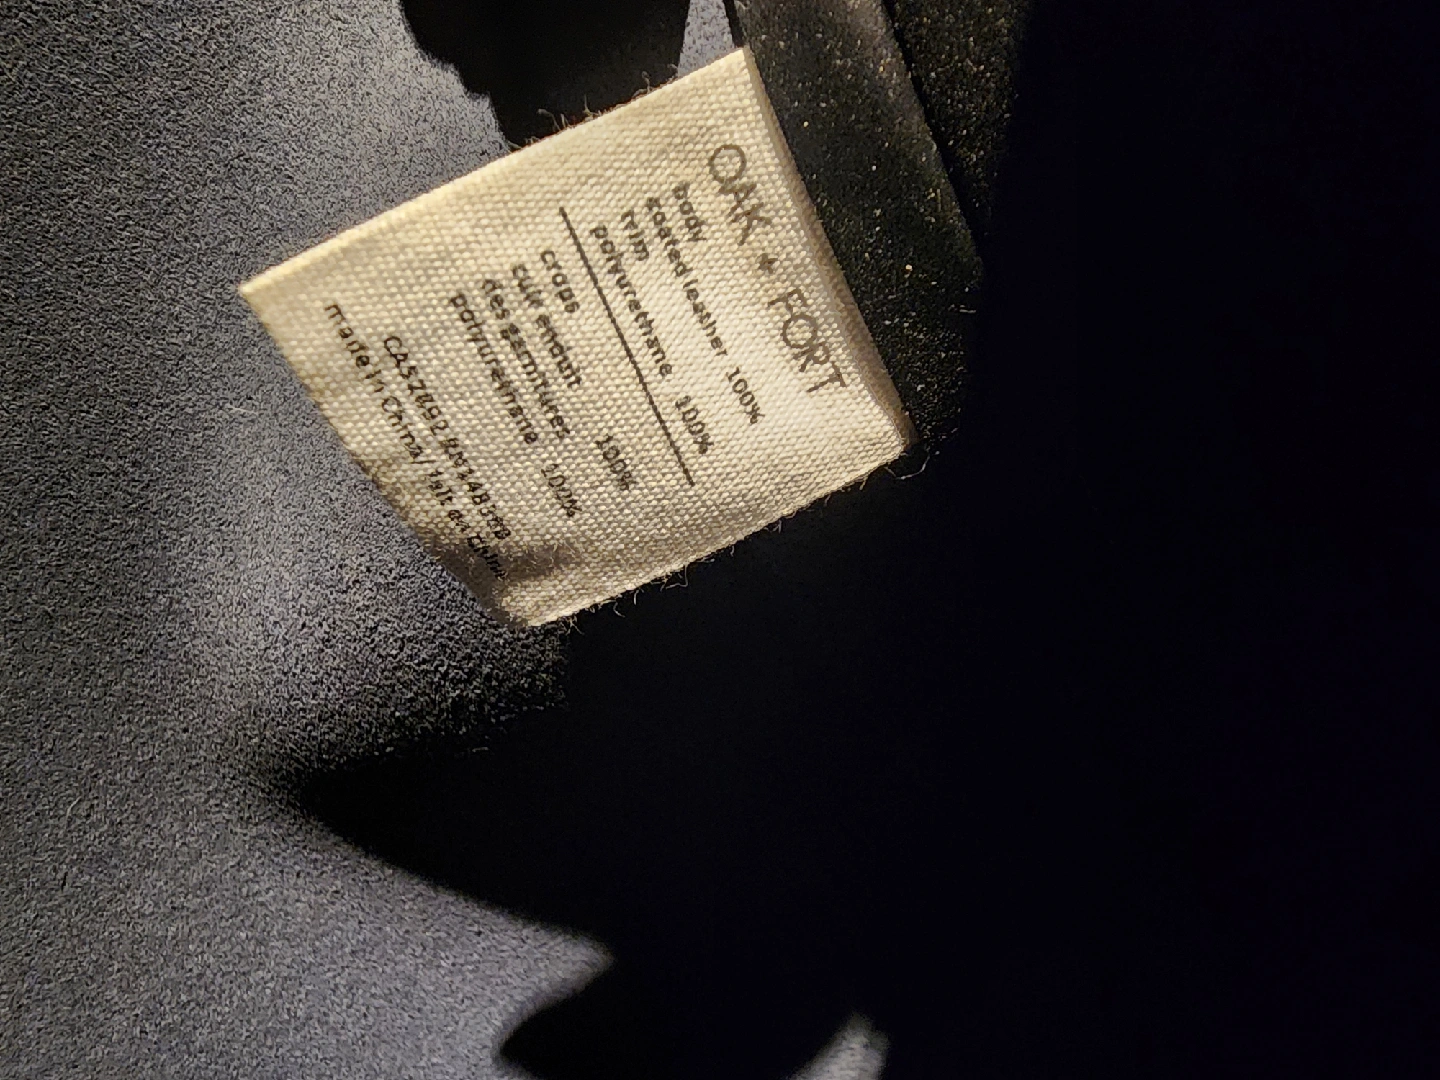 OAK + FORT
body
coated leather 100%
trim
polyurethane 100%
craps
cuir enduit 100%
des garnitures
polyurethane 100%
made in China / fait en Chine